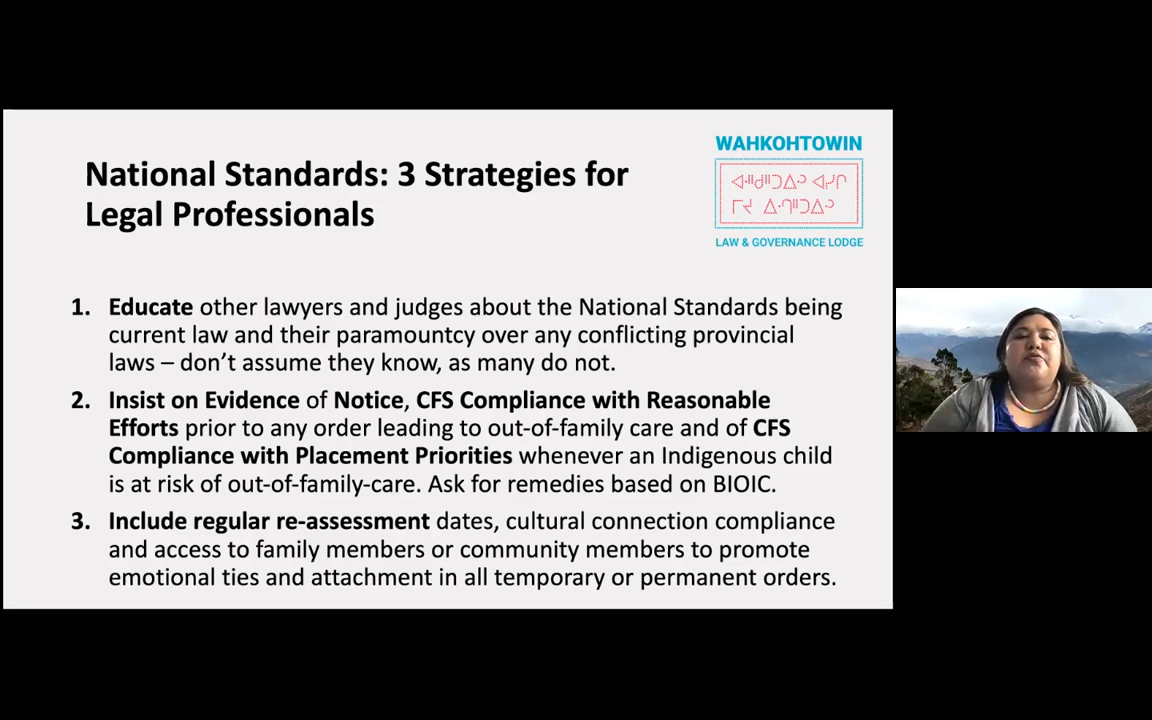 National Standards: 3 Strategies for
Legal Professionals
WAHKOHTOWIN
ᐊᐧᐦᑯᐦᑐᐃᐧᐣ ᐊᓯᒋ
ᒥᔪ ᐃᐧᒉᐦᑐᐃᐧᐣ
LAW & GOVERNANCE LODGE
1. Educate other lawyers and judges about the National Standards being
current law and their paramountcy over any conflicting provincial
laws – don’t assume they know, as many do not.
2. Insist on Evidence of Notice, CFS Compliance with Reasonable
Efforts prior to any order leading to out-of-family care and of CFS
Compliance with Placement Priorities whenever an Indigenous child
is at risk of out-of-family-care. Ask for remedies based on BIOIC.
3. Include regular re-assessment dates, cultural connection compliance
and access to family members or community members to promote
emotional ties and attachment in all temporary or permanent orders.